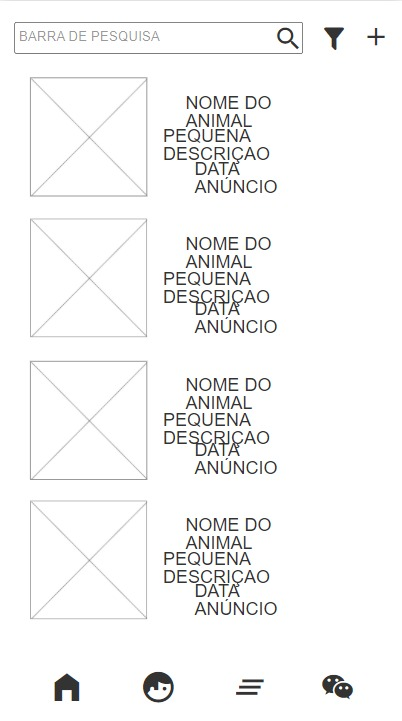 BARRA DE PESQUISA
NOME DO
ANIMAL
PEQUENA
DESCRIÇAO
DATA
ANÚNCIO
NOME DO
ANIMAL
PEQUENA
DESCRIÇAO
DATA
ANÚNCIO
NOME DO
ANIMAL
PEQUENA
DESCRIÇAO
DATA
ANÚNCIO
NOME DO
ANIMAL
PEQUENA
DESCRIÇAO
DATA
ANÚNCIO